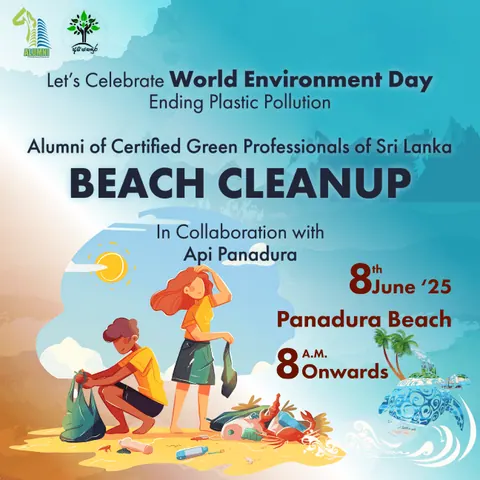 ALUMNI
Let's Celebrate World Environment Day
Ending Plastic Pollution
Alumni of Certified Green Professionals of Sri Lanka
BEACH CLEANUP
In Collaboration with
Api Panadura
8th June '25
Panadura Beach
8 A.M. Onwards